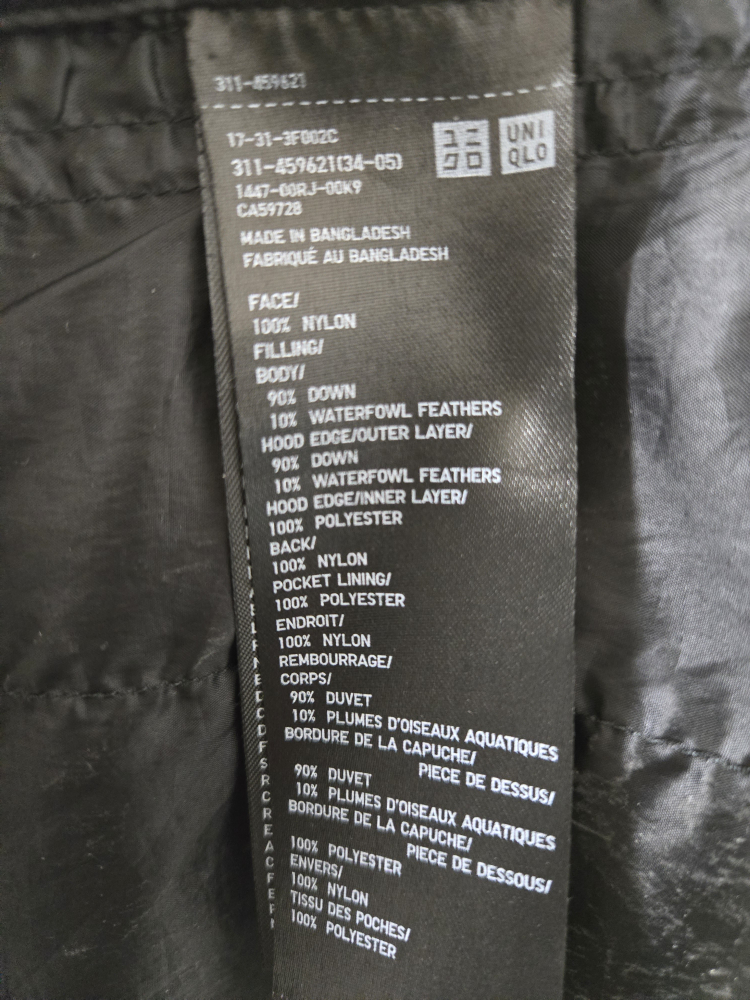 311-459621
17-31-3F002C
311-459621(34-05)
1447-00RJ-00K9
CA59728
ユニ
クロ
UNI
QLO
MADE IN BANGLADESH
FABRIQUÉ AU BANGLADESH
FACE/
100% NYLON
FILLING/
BODY/
90% DOWN
10% WATERFOWL FEATHERS
HOOD EDGE/OUTER LAYER/
90% DOWN
10% WATERFOWL FEATHERS
HOOD EDGE/INNER LAYER/
100% POLYESTER
BACK/
100% NYLON
POCKET LINING/
100% POLYESTER
ENDROIT/
100% NYLON
REMBOURRAGE/
CORPS/
90% DUVET
10% PLUMES D'OISEAUX AQUATIQUES
BORDURE DE LA CAPUCHE/
PIECE DE DESSUS/
90% DUVET
10% PLUMES D'OISEAUX AQUATIQUES
BORDURE DE LA CAPUCHE/
PIECE DE DESSOUS/
100% POLYESTER
ENVERS/
100% NYLON
TISSU DES POCHES/
100% POLYESTER